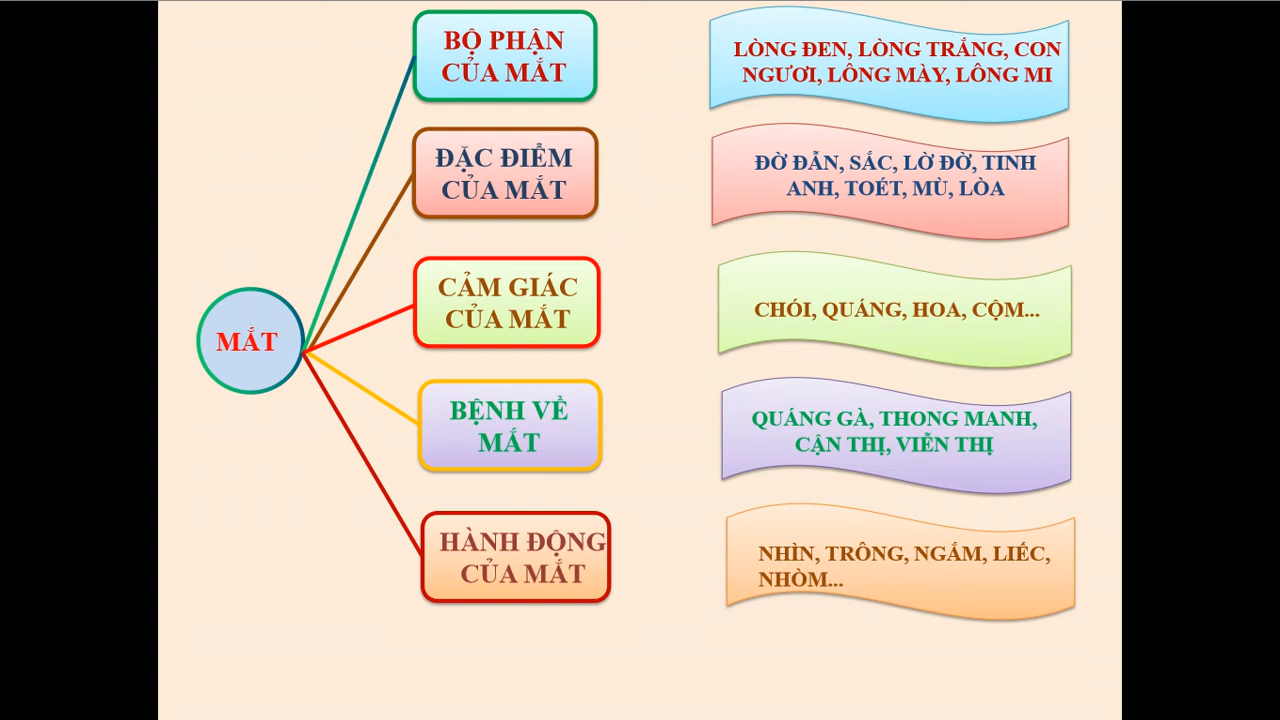 BỘ PHẬN
CỦA MẮT
LÒNG ĐEN, LÒNG TRẮNG, CON
NGƯƠI, LÔNG MÀY, LÔNG MI
ĐẶC ĐIỂM
CỦA MẮT
ĐỜ ĐẪN, SẮC, LỜ ĐỜ, TINH
ANH, TOÉT, MÙ, LÒA
CẢM GIÁC
CỦA MẮT
CHÓI, QUÁNG, HOA, CỘM...
MẮT
BỆNH VỀ
MẮT
QUÁNG GÀ, THONG MANH,
CẬN THỊ, VIỄN THỊ
HÀNH ĐỘNG
CỦA MẮT
NHÌN, TRÔNG, NGẮM, LIẾC,
NHÒM...